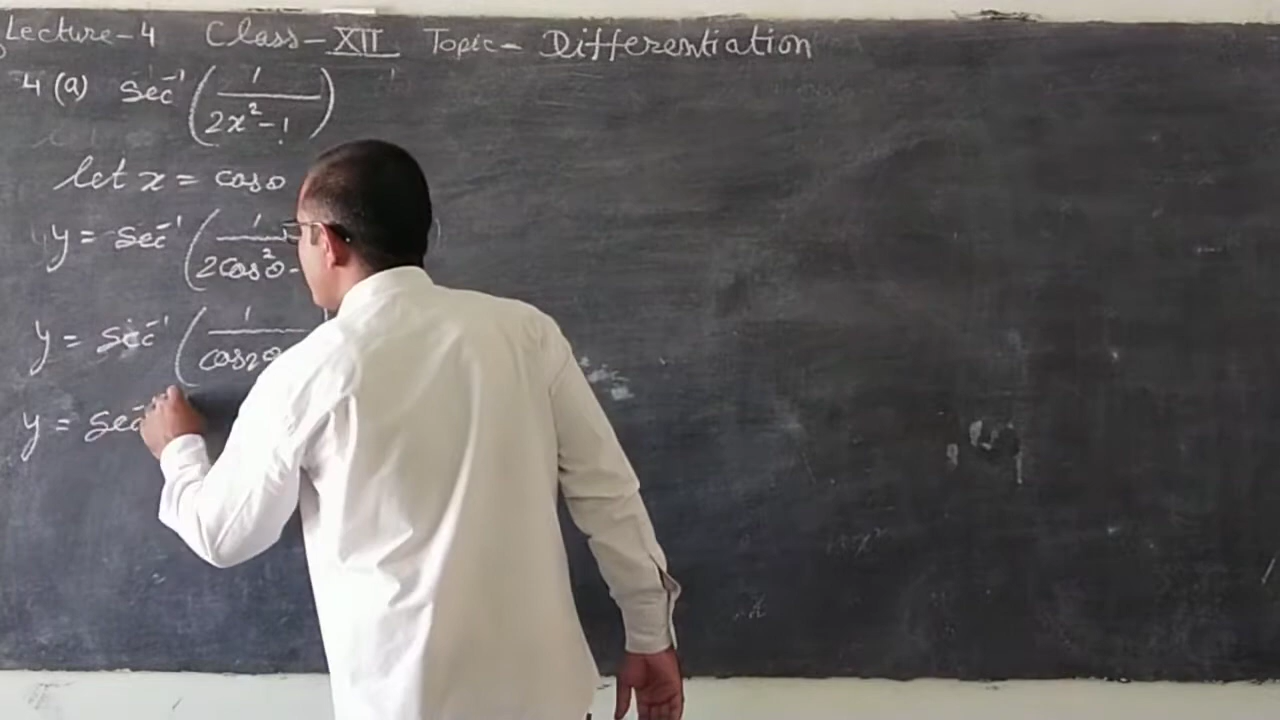 Lecture-4 Class-XII Topic- Differentiation
4 (a) sec⁻¹ (1/(2x²-1))
let x = cosθ
y = sec⁻¹ (1/(2cos²θ-
y = sec⁻¹ (1/(cos2θ
y = sec⁻